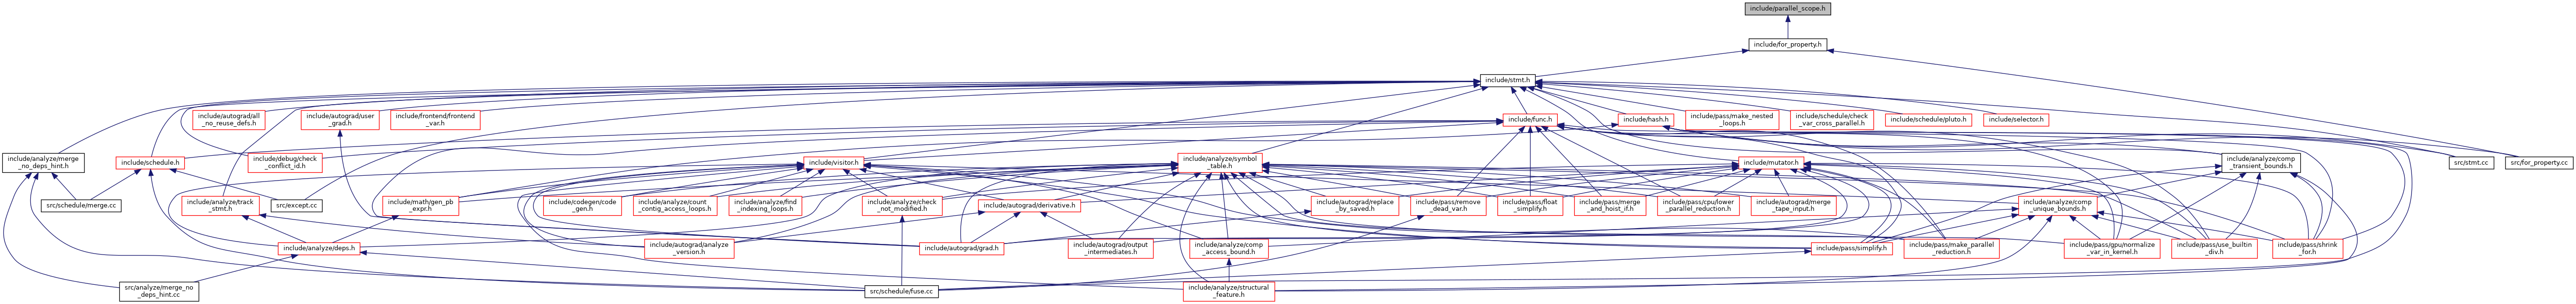 include/parallel_scope.h
include/for_property.h
include/stmt.h
include/autograd/all
_no_reuse_defs.h
include/autograd/user
_grad.h
include/frontend/frontend
_var.h
include/func.h
include/hash.h
include/pass/make_nested
_loops.h
include/schedule/check
_var_cross_parallel.h
include/schedule/pluto.h
include/selector.h
include/analyze/merge
_no_deps_hint.h
include/schedule.h
include/debug/check
_conflict_id.h
include/visitor.h
include/analyze/symbol
_table.h
include/mutator.h
include/analyze/comp
_transient_bounds.h
src/stmt.cc
src/for_property.cc
src/schedule/merge.cc
include/analyze/track
_stmt.h
src/except.cc
include/math/gen_pb
_expr.h
include/codegen/code
_gen.h
include/analyze/count
_contig_access_loops.h
include/analyze/find
_indexing_loops.h
include/analyze/check
_not_modified.h
include/autograd/derivative.h
include/autograd/replace
_by_saved.h
include/pass/remove
_dead_var.h
include/pass/float
_simplify.h
include/pass/merge
_and_hoist_if.h
include/pass/cpu/lower
_parallel_reduction.h
include/autograd/merge
_tape_input.h
include/analyze/comp
_unique_bounds.h
include/analyze/deps.h
include/autograd/analyze
_version.h
include/autograd/grad.h
include/autograd/output
_intermediates.h
include/analyze/comp
_access_bound.h
include/pass/simplify.h
include/pass/make_parallel
_reduction.h
include/pass/gpu/normalize
_var_in_kernel.h
include/pass/use_builtin
_div.h
include/pass/shrink
_for.h
src/analyze/merge_no
_deps_hint.cc
src/schedule/fuse.cc
include/analyze/structural
_feature.h